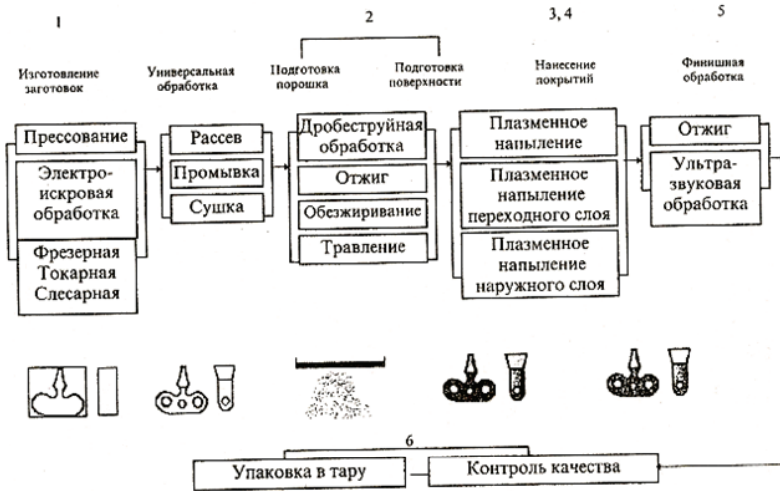 1
2
3, 4
5
Изготовление
заготовок
Универсальная
обработка
Подготовка
порошка
Подготовка
поверхности
Нанесение
покрытий
Финишная
обработка
Прессование
Электро-
искровая
обработка
Фрезерная
Токарная
Слесарная
Рассев
Промывка
Сушка
Дробеструйная
обработка
Отжиг
Обезжиривание
Травление
Плазменное
напыление
Плазменное
напыление
переходного слоя
Плазменное
напыление
наружного слоя
Отжиг
Ультра-
звуковая
обработка
6
Упаковка в тару
Контроль качества